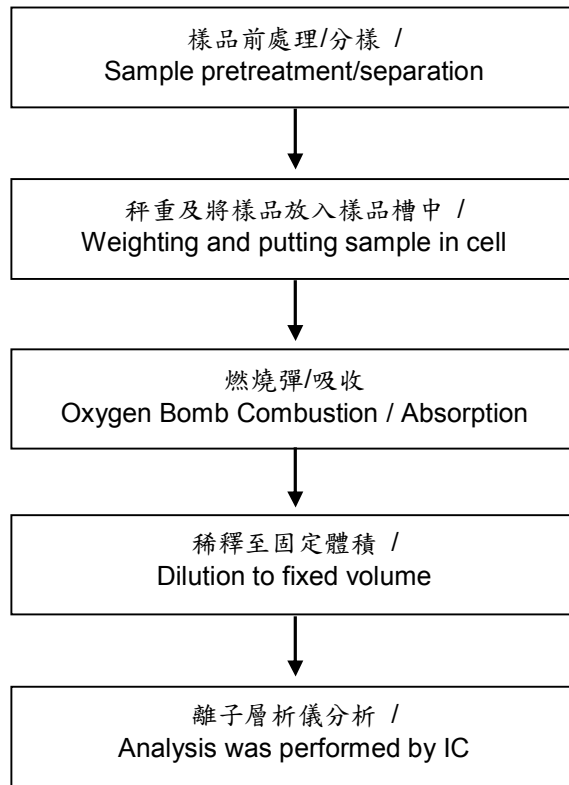 樣品前處理/分樣 /
Sample pretreatment/separation
秤重及將樣品放入樣品槽中 /
Weighting and putting sample in cell
燃燒彈/吸收
Oxygen Bomb Combustion / Absorption
稀釋至固定體積 /
Dilution to fixed volume
離子層析儀分析 /
Analysis was performed by IC